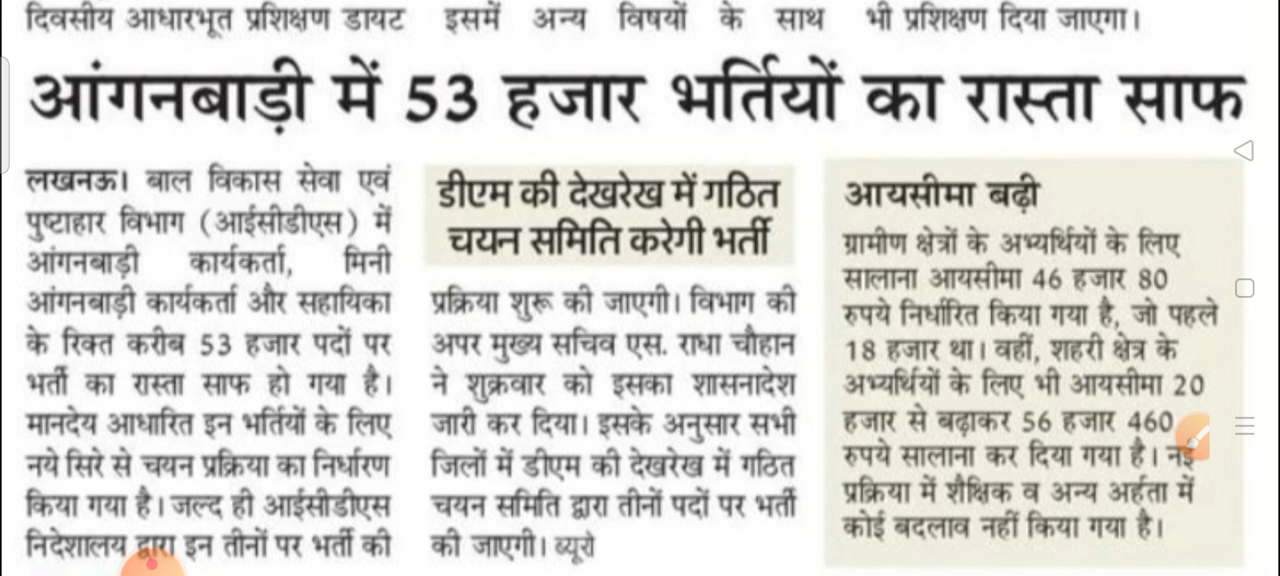 दिवसीय आधारभूत प्रशिक्षण डायट
इसमें अन्य विषयों के साथ
भी प्रशिक्षण दिया जाएगा।
आंगनबाड़ी में 53 हजार भर्तियों का रास्ता साफ
लखनऊ। बाल विकास सेवा एवं
पुष्टाहार विभाग (आईसीडीएस) में
आंगनबाड़ी कार्यकर्ता, मिनी
आंगनबाड़ी कार्यकर्ता और सहायिका
के रिक्त करीब 53 हजार पदों पर
भर्ती का रास्ता साफ हो गया है।
मानदेय आधारित इन भर्तियों के लिए
नये सिरे से चयन प्रक्रिया का निर्धारण
किया गया है। जल्द ही आईसीडीएस
निदेशालय द्वारा इन तीनों पर भर्ती की
डीएम की देखरेख में गठित
चयन समिति करेगी भर्ती
प्रक्रिया शुरू की जाएगी। विभाग की
अपर मुख्य सचिव एस. राधा चौहान
ने शुक्रवार को इसका शासनादेश
जारी कर दिया। इसके अनुसार सभी
जिलों में डीएम की देखरेख में गठित
चयन समिति द्वारा तीनों पदों पर भर्ती
की जाएगी। ब्यूरो
आयसीमा बढ़ी
ग्रामीण क्षेत्रों के अभ्यर्थियों के लिए
सालाना आयसीमा 46 हजार 80
रुपये निर्धारित किया गया है, जो पहले
18 हजार था। वहीं, शहरी क्षेत्र के
अभ्यर्थियों के लिए भी आयसीमा 20
हजार से बढ़ाकर 56 हजार 460
रुपये सालाना कर दिया गया है। नई
प्रक्रिया में शैक्षिक व अन्य अर्हता में
कोई बदलाव नहीं किया गया है।